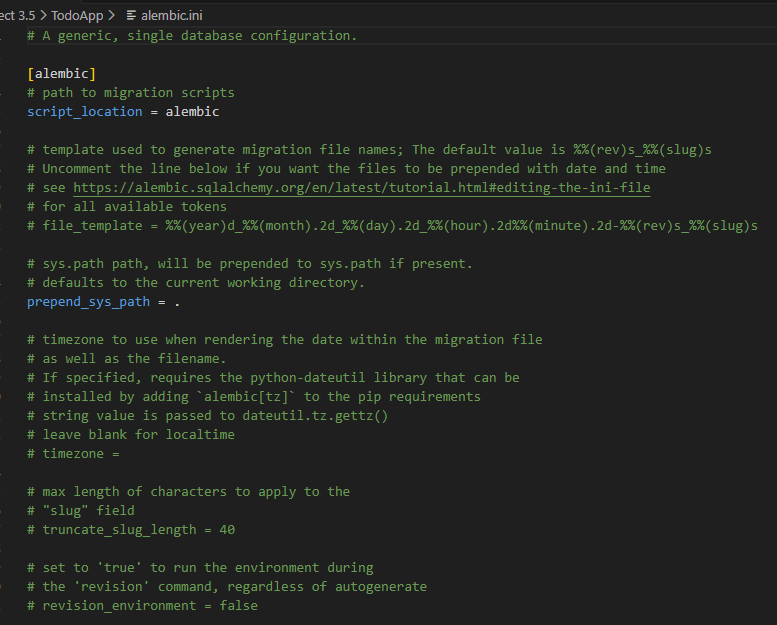 ect 3.5 > TodoApp > alembic.ini
# A generic, single database configuration.
[alembic]
# path to migration scripts
script_location = alembic
# template used to generate migration file names; The default value is %%(rev)s_%%(slug)s
# Uncomment the line below if you want the files to be prepended with date and time
# see https://alembic.sqlalchemy.org/en/latest/tutorial.html#editing-the-ini-file
# for all available tokens
# file_template = %%(year)d_%%(month).2d_%%(day).2d_%%(hour).2d%%(minute).2d-%%(rev)s_%%(slug)s
# sys.path path, will be prepended to sys.path if present.
# defaults to the current working directory.
prepend_sys_path = .
# timezone to use when rendering the date within the migration file
# as well as the filename.
# If specified, requires the python-dateutil library that can be
# installed by adding `alembic[tz]` to the pip requirements
# string value is passed to dateutil.tz.gettz()
# leave blank for localtime
# timezone =
# max length of characters to apply to the
# "slug" field
# truncate_slug_length = 40
# set to 'true' to run the environment during
# the 'revision' command, regardless of autogenerate
# revision_environment = false